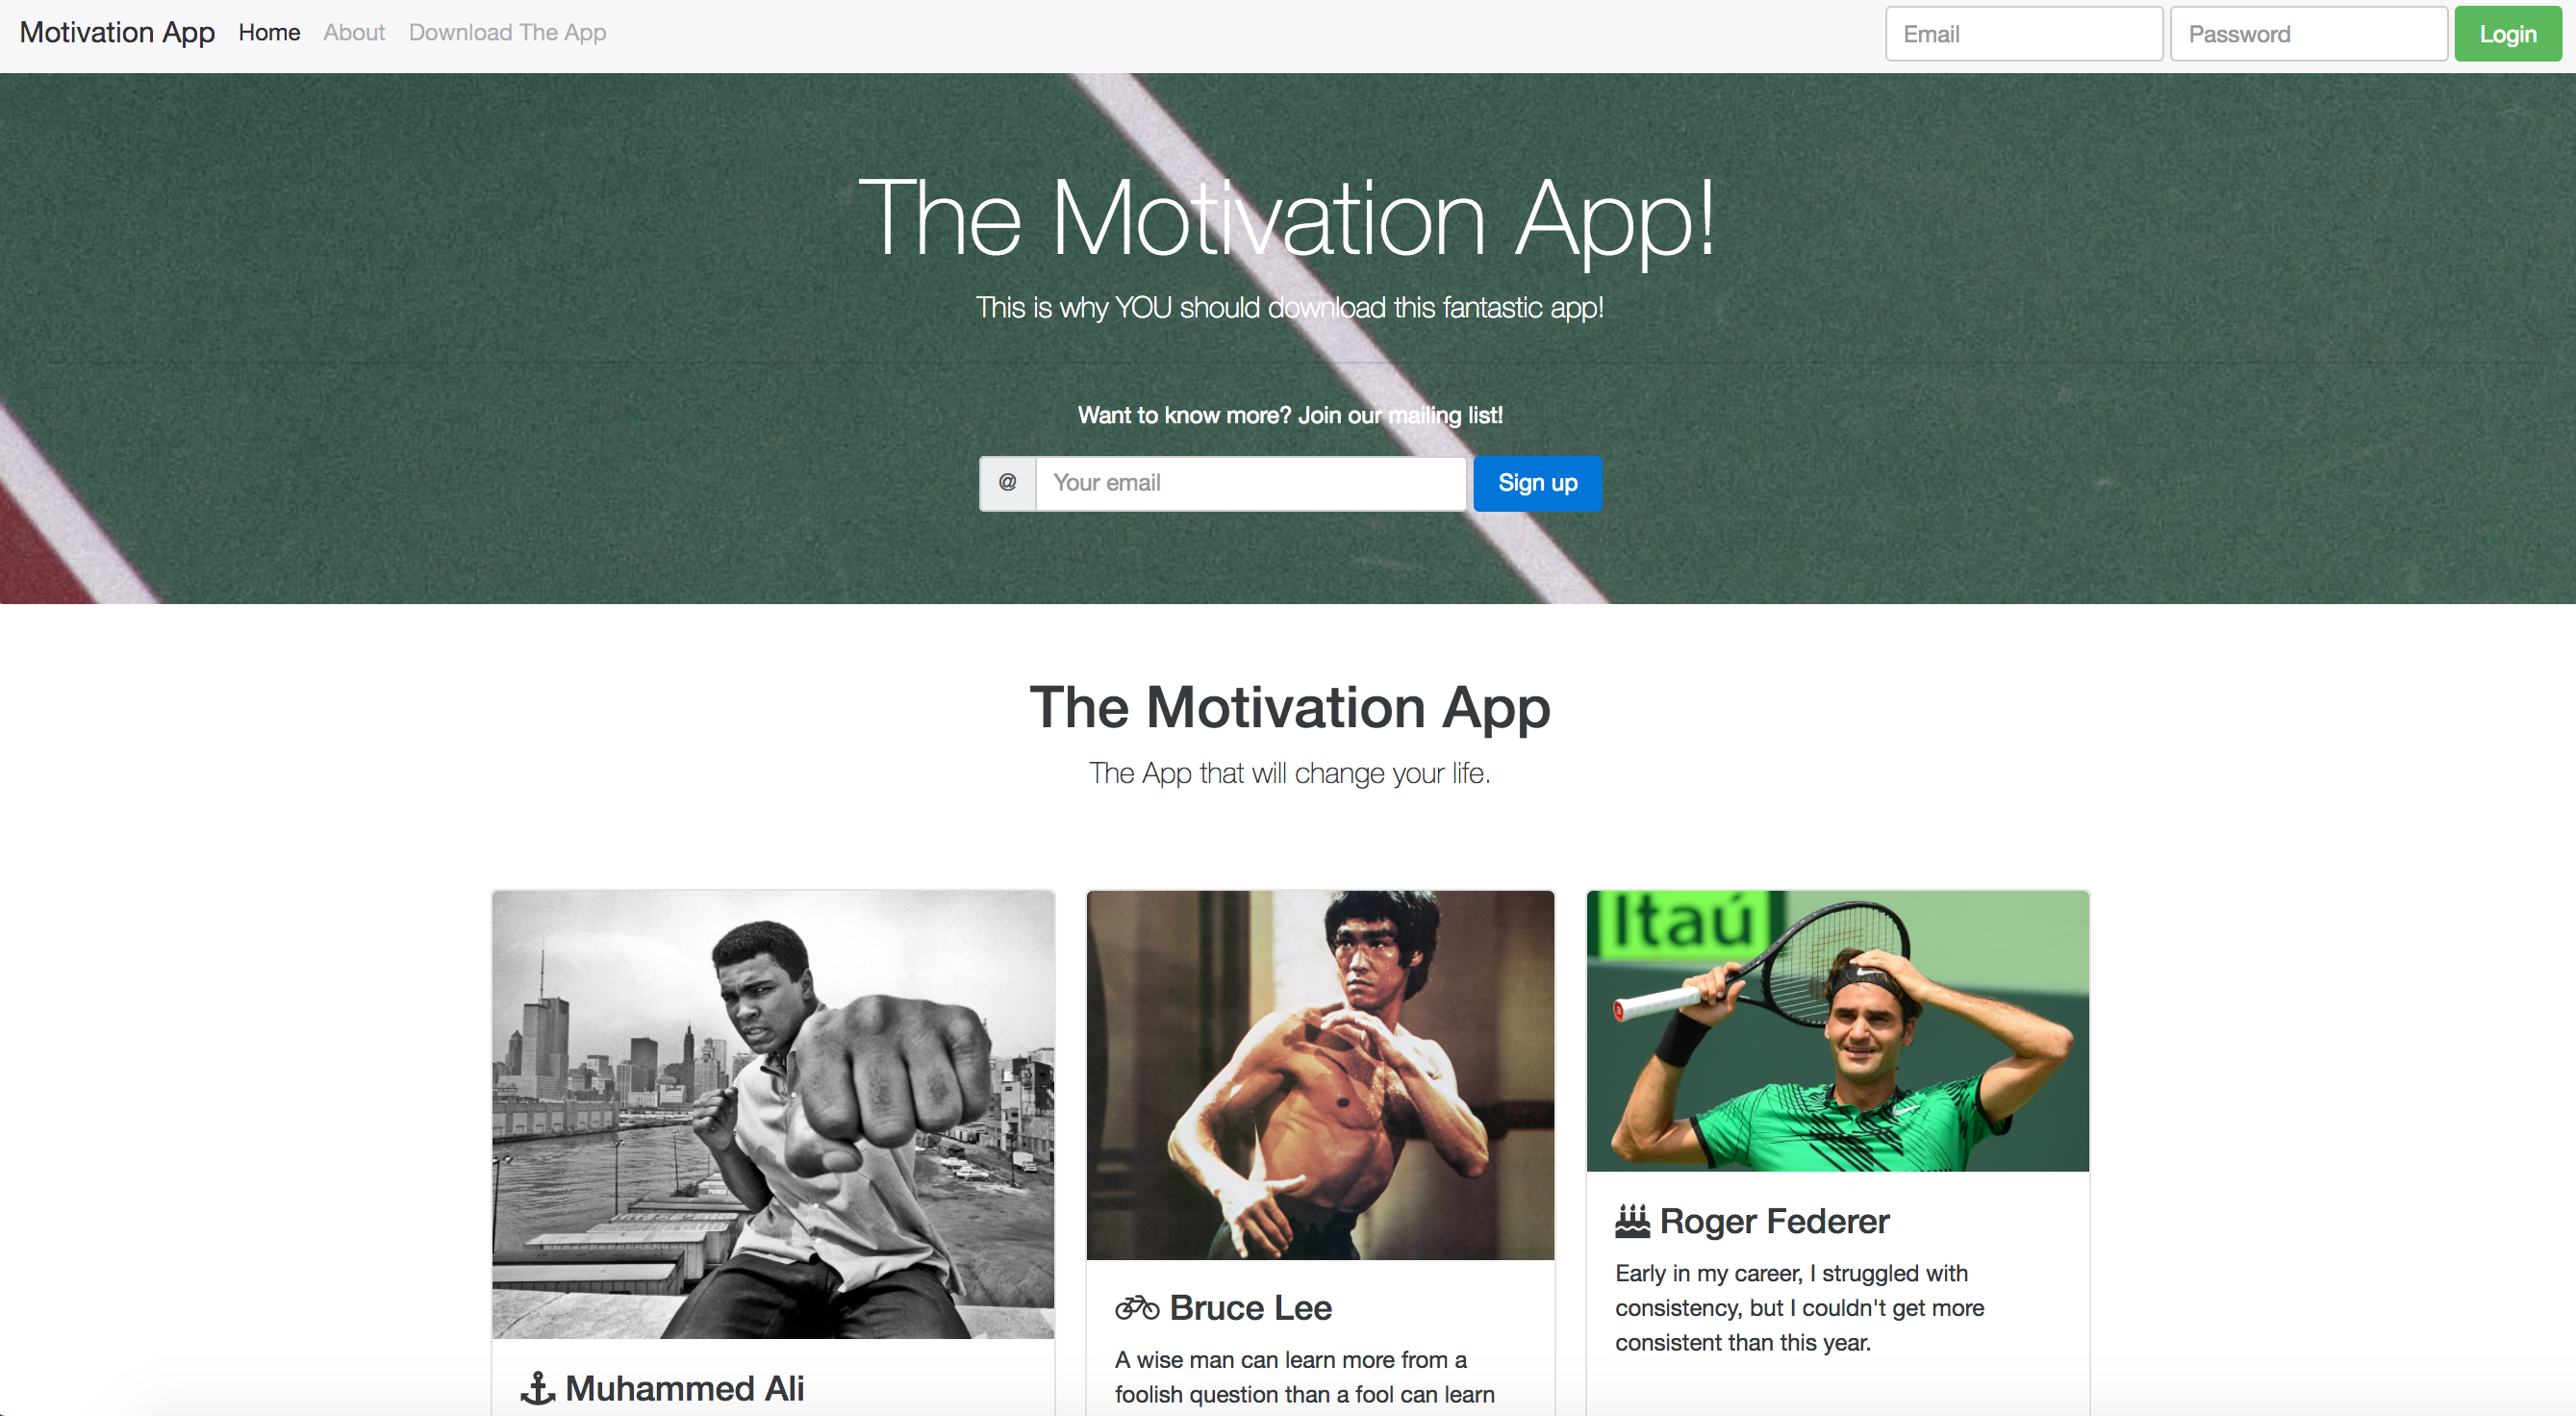 Motivation App Home About Download The App Email Password Login
The Motivation App!
This is why YOU should download this fantastic app!
Want to know more? Join our mailing list!
@ Your email Sign up
The Motivation App
The App that will change your life.
Itaú
Roger Federer
Early in my career, I struggled with
consistency, but I couldn't get more
consistent than this year.
Bruce Lee
A wise man can learn more from a
foolish question than a fool can learn
Muhammed Ali